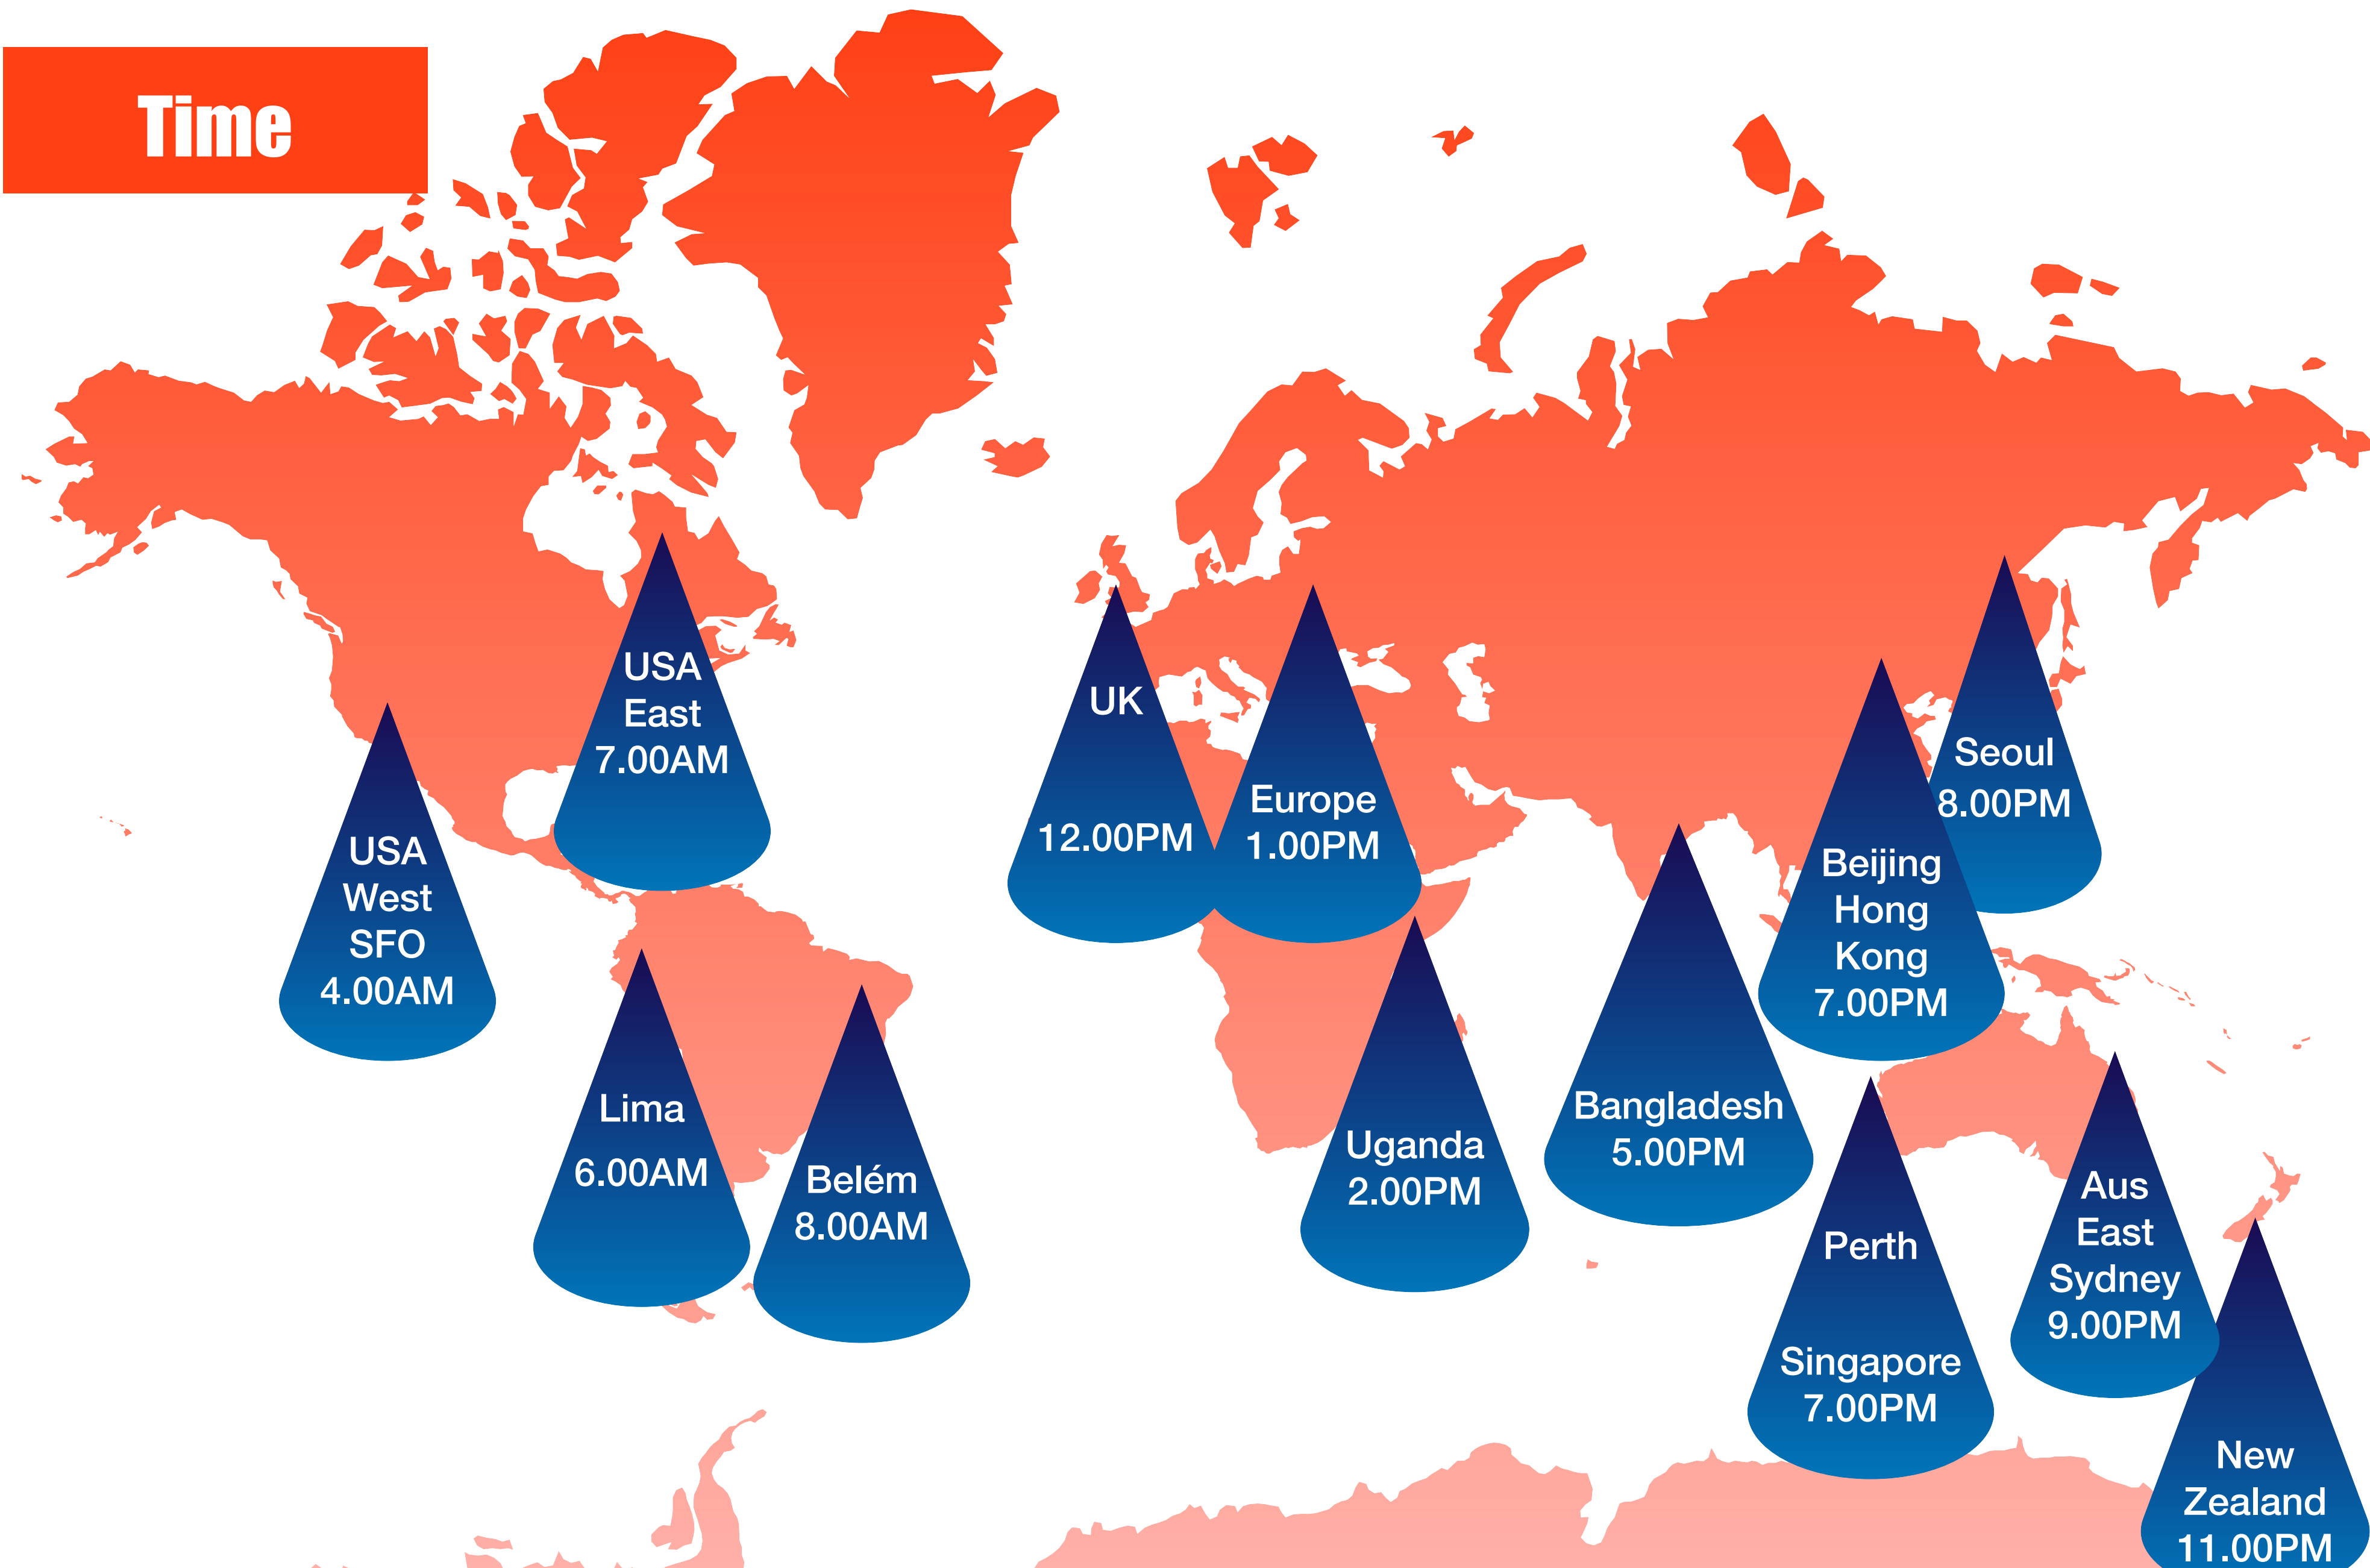 Time
USA
East
7.00AM
USA
West
SFO
4.00AM
Lima
6.00AM
Belém
8.00AM
UK
12.00PM
Europe
1.00PM
Uganda
2.00PM
Bangladesh
5.00PM
Beijing
Hong
Kong
7.00PM
Seoul
8.00PM
Perth
Singapore
7.00PM
Aus
East
Sydney
9.00PM
New
Zealand
11.00PM